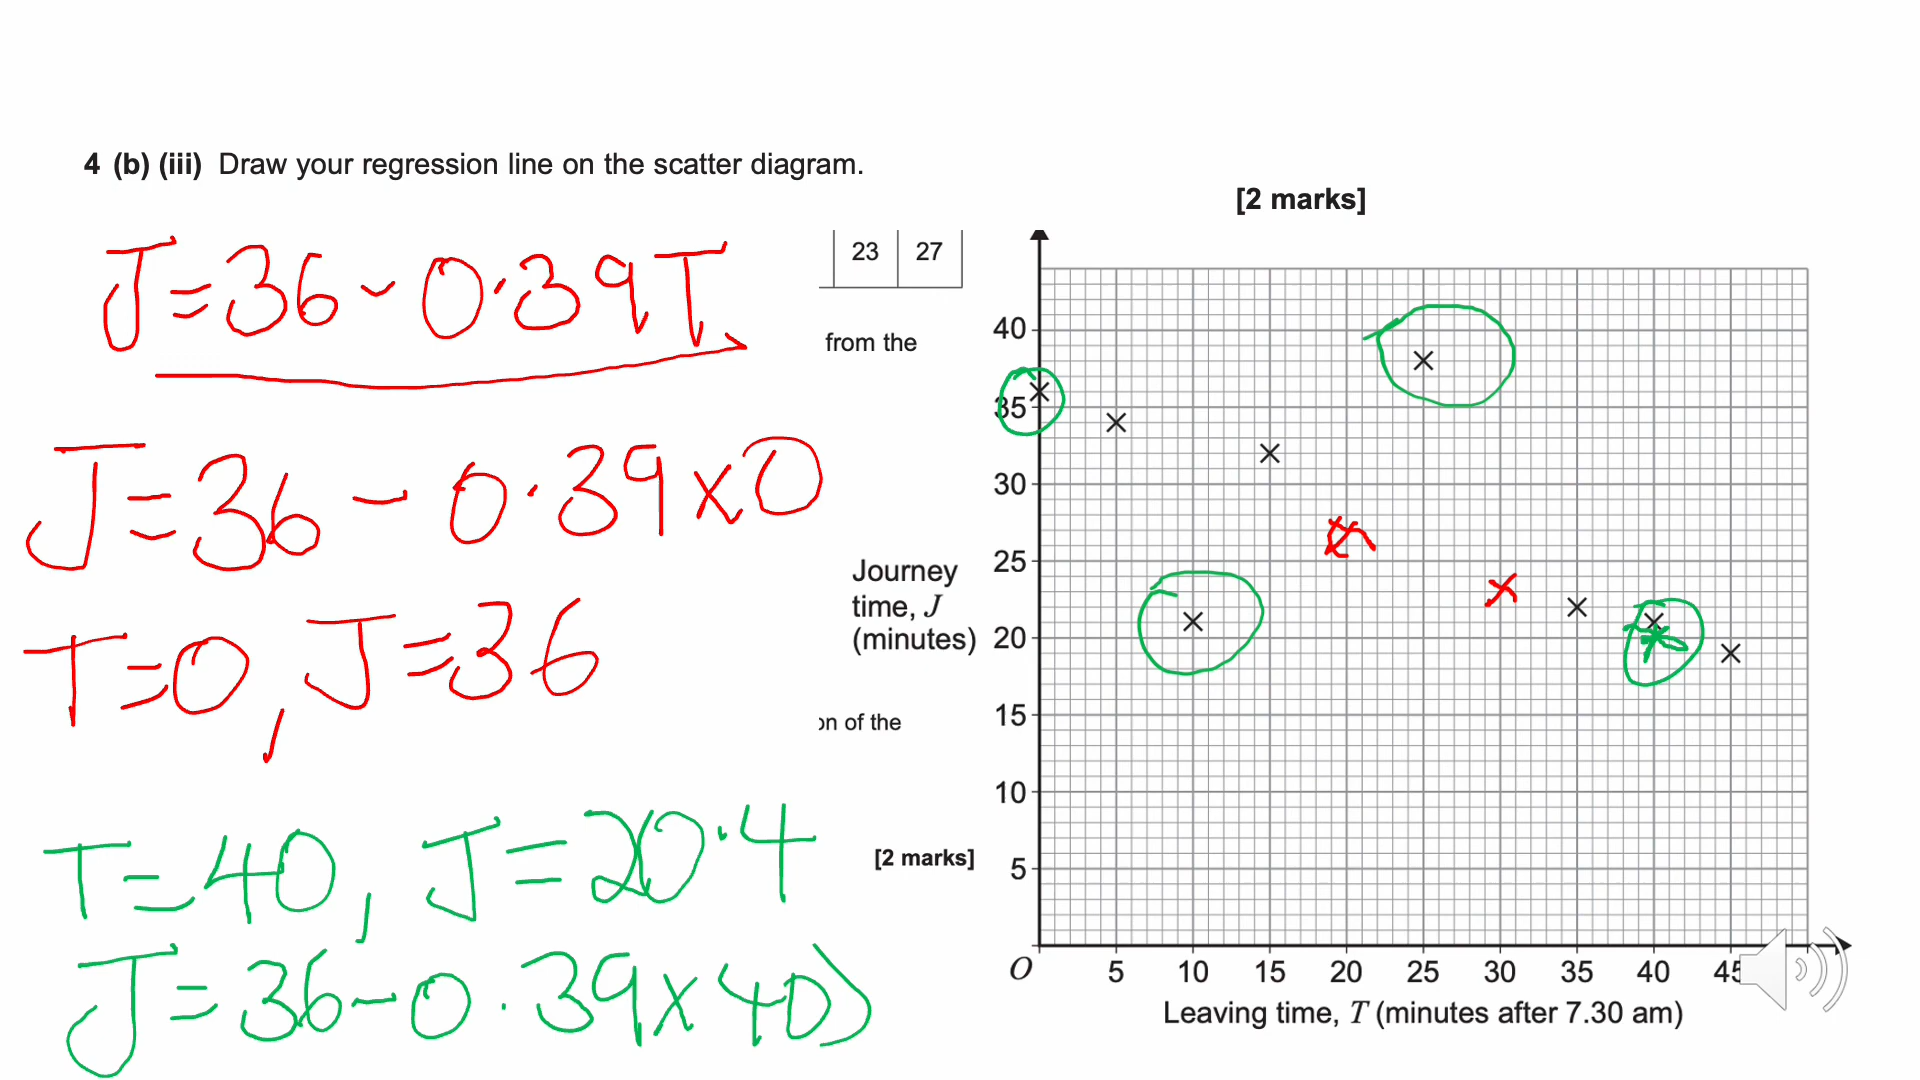 4 (b) (iii) Draw your regression line on the scatter diagram.
[2 marks]
J=36-0.39T
23 27
from the
40
35
J=36-0.39×0
30
25
Journey
time, J
(minutes)
20
T=0, J=36
on of the
15
10
T=40, J=20.4
[2 marks]
5
J=36-0.39×40)
O 5 10 15 20 25 30 35 40 45
Leaving time, T (minutes after 7.30 am)